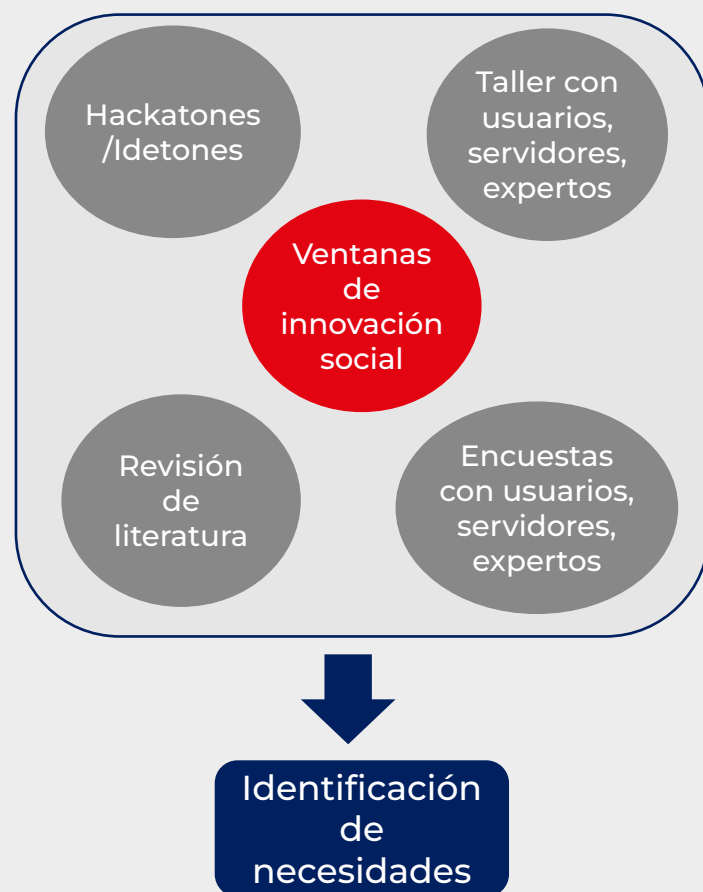 Hackatones
/Idetones
Taller con
usuarios,
servidores,
expertos
Ventanas
de
innovación
social
Revisión
de
literatura
Encuestas
con usuarios,
servidores,
expertos
Identificación
de
necesidades